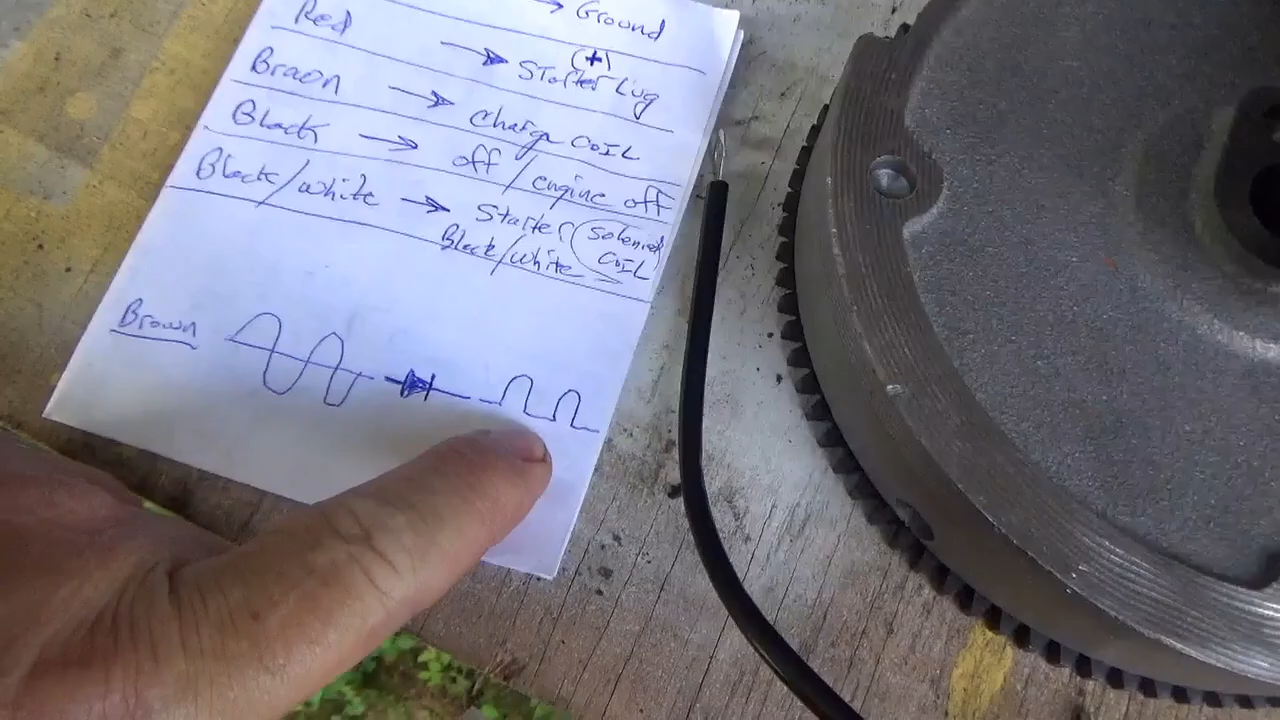 → Ground
Red → (+) Starter Lug
Braon → Charge COIL
Black → off / engine off
Black/white → Starter (Solenoid COIL
Black/white →
Brown